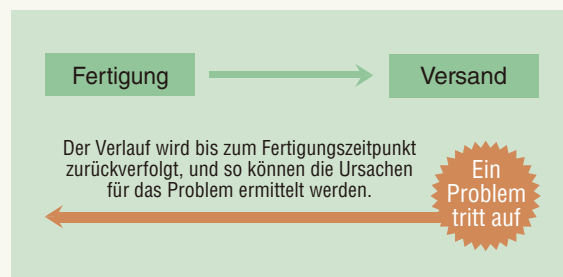 Fertigung
Versand
Der Verlauf wird bis zum Fertigungszeitpunkt
zurückverfolgt, und so können die Ursachen
für das Problem ermittelt werden.
Ein
Problem
tritt auf